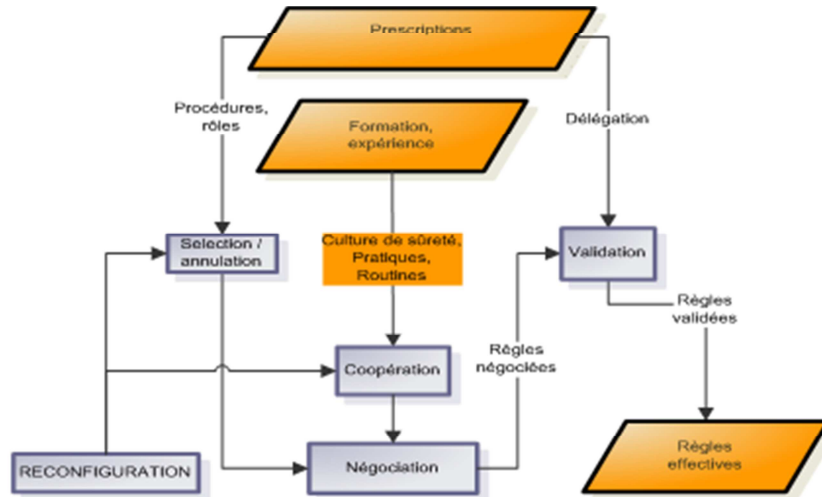 Prescriptions
Procédures,
rôles
Formation,
expérience
Délégation
Selection /
annulation
Culture de sûreté,
Pratiques,
Routines
Validation
Règles
validées
Règles
négociées
Coopération
RECONFIGURATION
Négociation
Règles
effectives